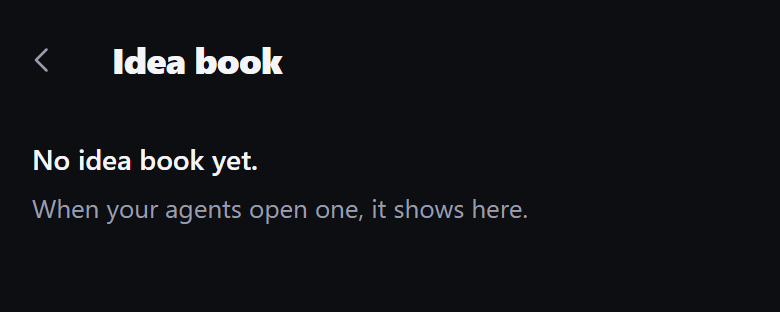 Idea book
No idea book yet.
When your agents open one, it shows here.